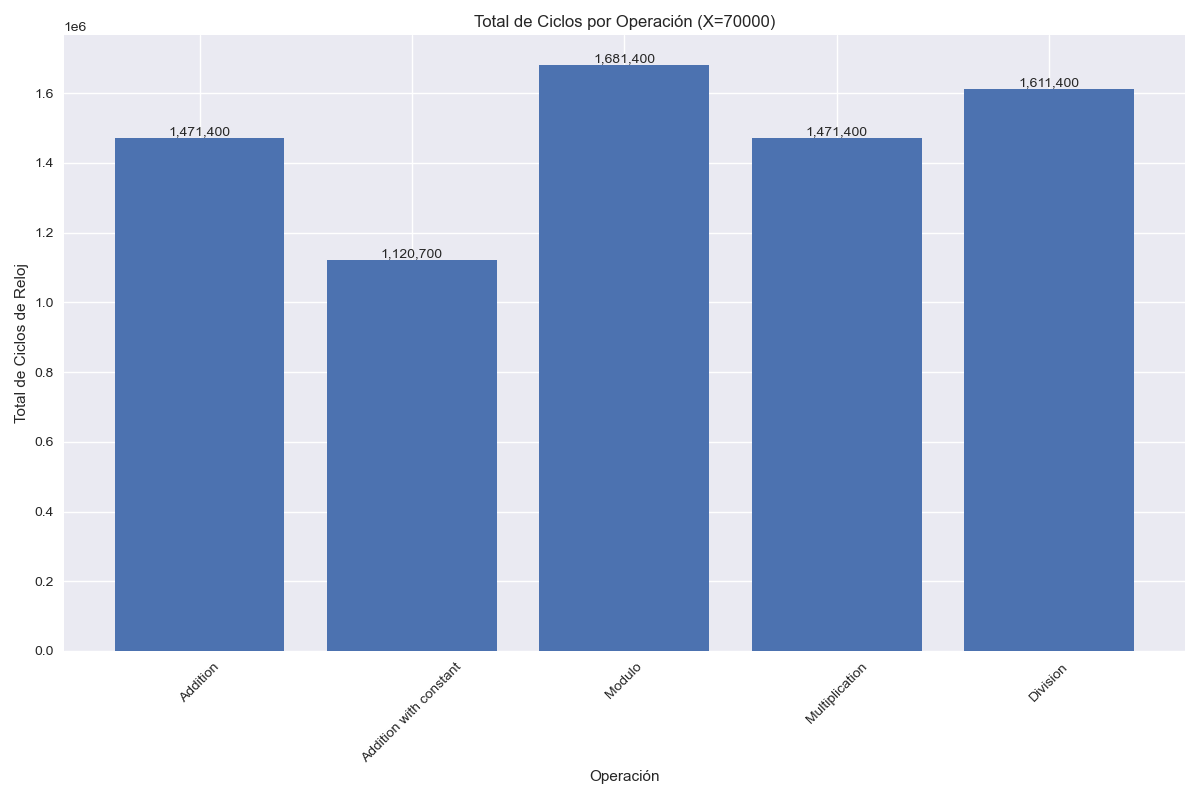 Total de Ciclos por Operación (X=70000)
1e6
1,681,400
1,611,400
1.6
1,471,400
1,471,400
1.4
1.2
1,120,700
1.0
0.8
0.6
0.4
0.2
0.0
Total de Ciclos de Reloj
Addition
Addition with constant
Modulo
Multiplication
Division
Operación